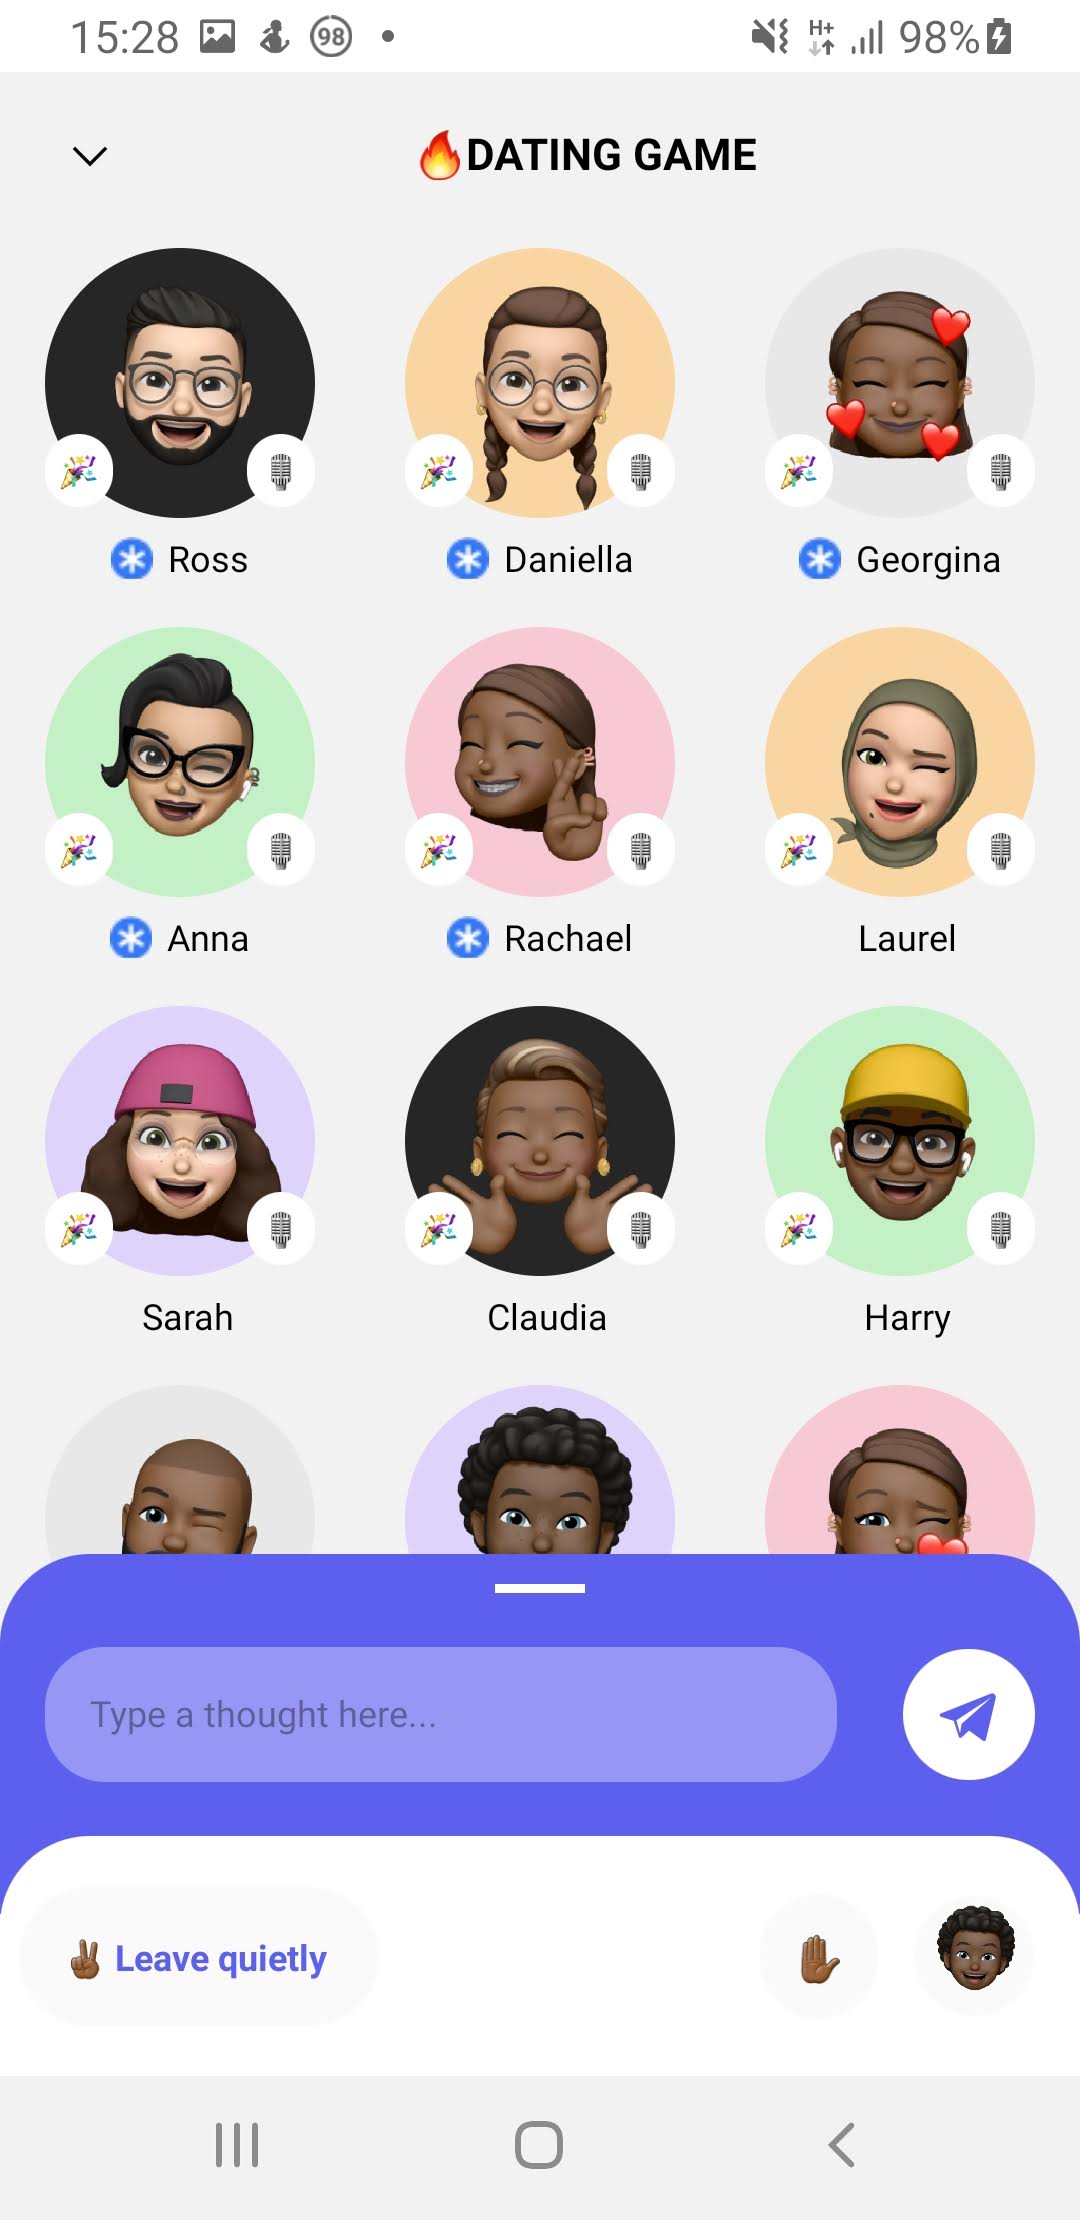 15:28 98 98%
DATING GAME
Ross Daniella Georgina
Anna Rachael Laurel
Sarah Claudia Harry
Type a thought here...
Leave quietly